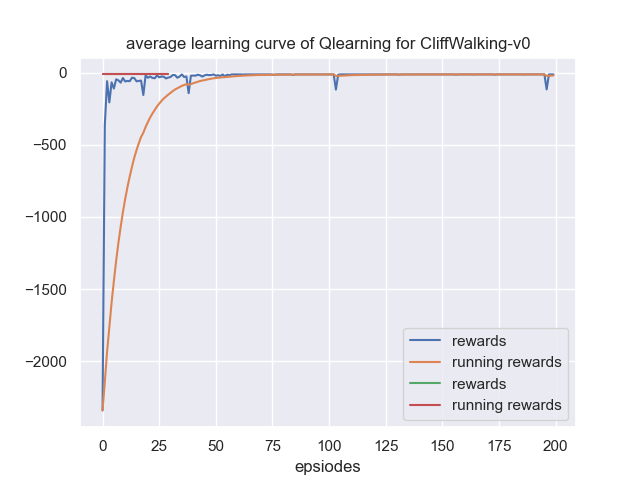 average learning curve of Qlearning for CliffWalking-v0
0
−500
−1000
−1500
−2000
rewards
running rewards
rewards
running rewards
0 25 50 75 100 125 150 175 200
epsiodes